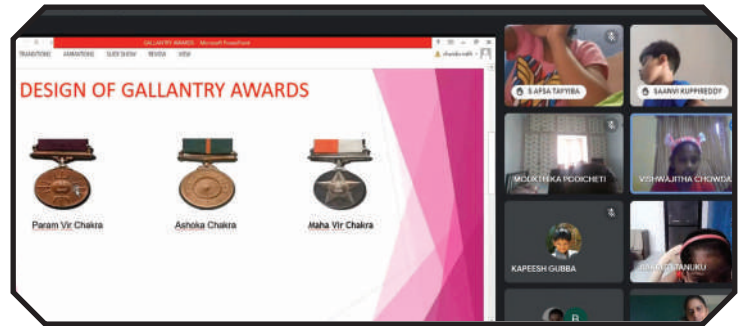 GALLANTRY AWARDS - Microsoft PowerPoint
TRANSITIONS ANIMATIONS SLIDE SHOW REVIEW VIEW
DESIGN OF GALLANTRY AWARDS
Param Vir Chakra
Ashoka Chakra
Maha Vir Chakra
S AFSA TAYYIBA
SAANVI KUPPIREDDY
MOUKTHIKA PODICHETI
VISHWAJITHA CHOWDA
KAPEESH GUBBA
TANUKU
B